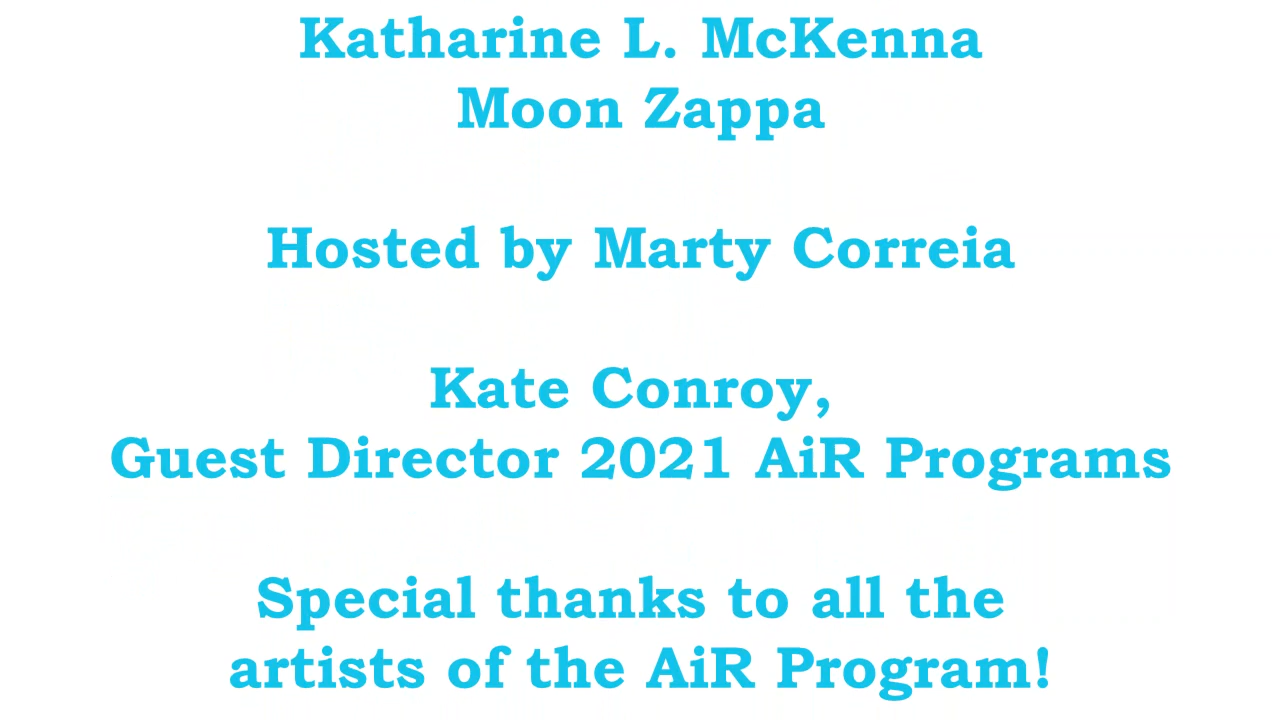 Katharine L. McKenna
Moon Zappa
Hosted by Marty Correia
Kate Conroy,
Guest Director 2021 AiR Programs
Special thanks to all the
artists of the AiR Program!